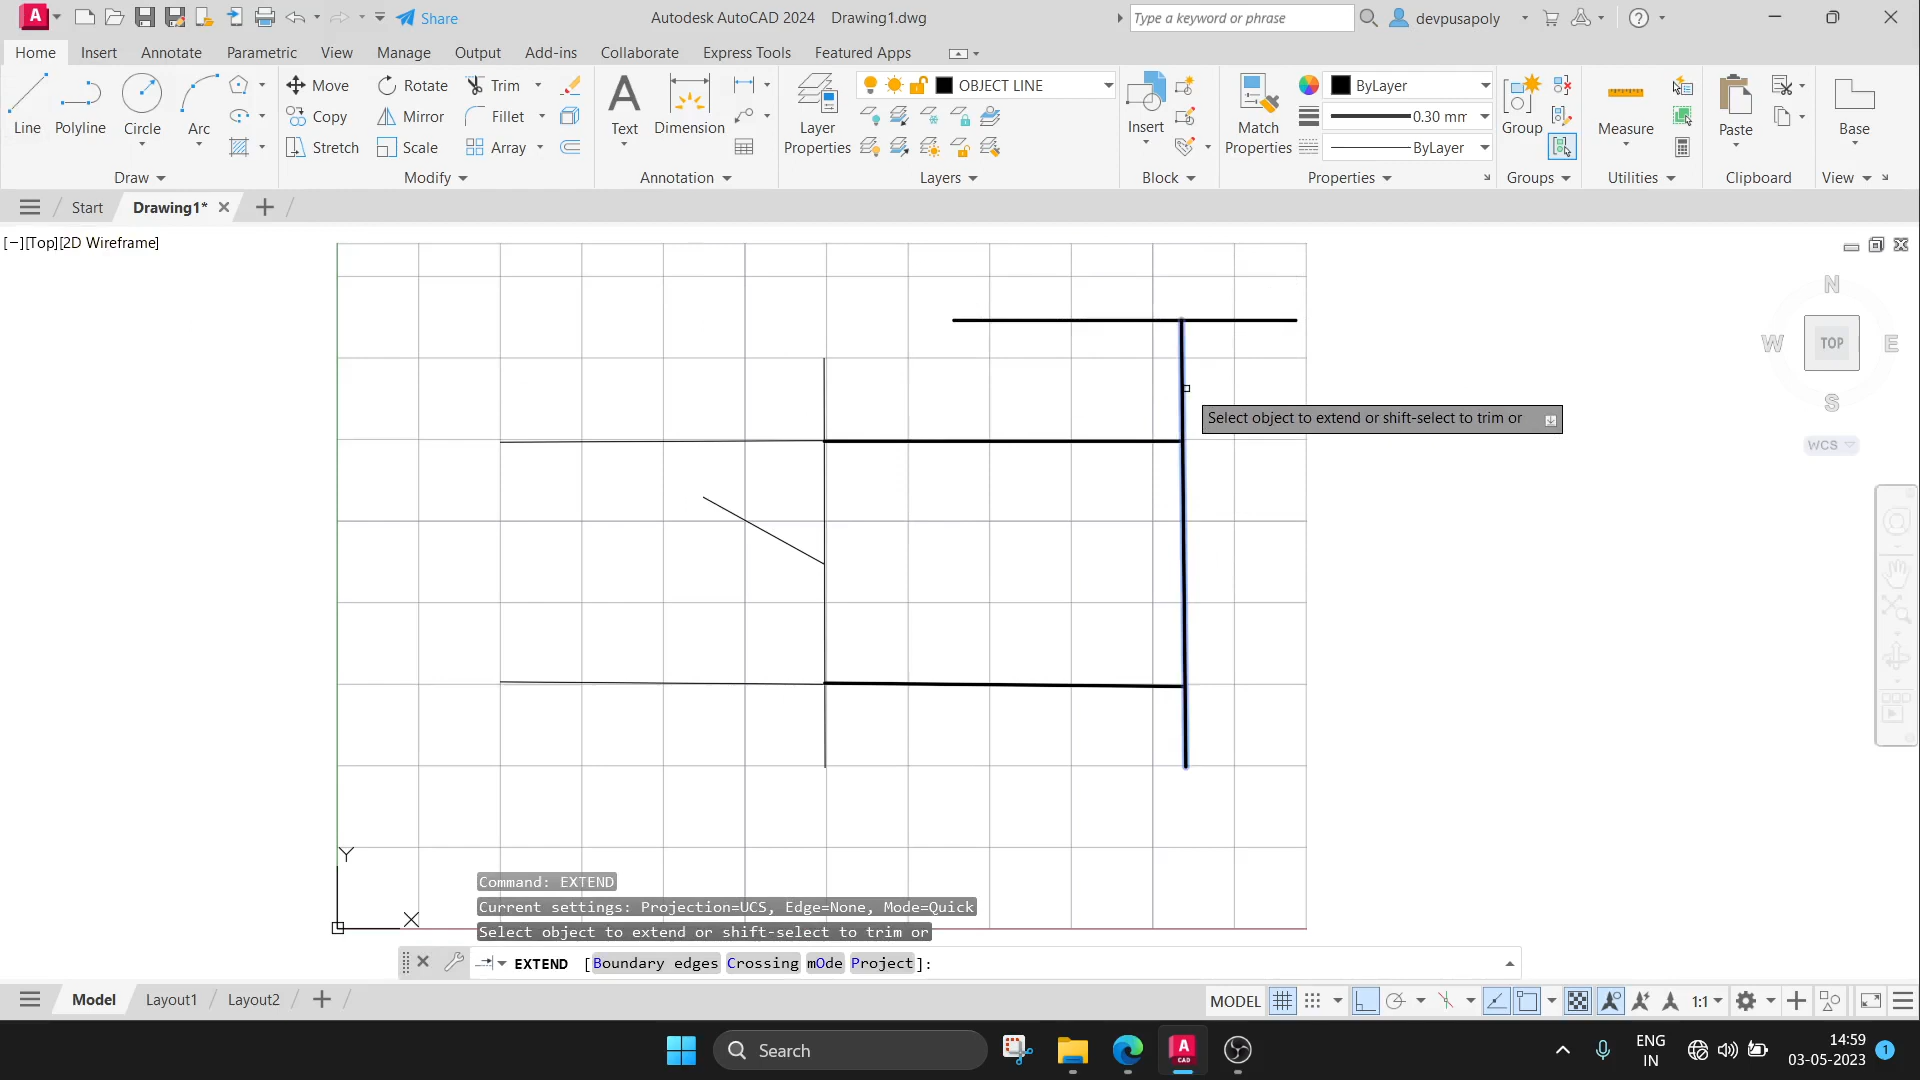 A Share Autodesk AutoCAD 2024 Drawing1.dwg Type a keyword or phrase devpusapoly
Home Insert Annotate Parametric View Manage Output Add-ins Collaborate Express Tools Featured Apps
Line Polyline Circle Arc
Draw
Move Rotate Trim
Copy Mirror Fillet
Stretch Scale Array
Modify
Text Dimension
Annotation
Layer Properties
OBJECT LINE
Layers
Insert
Block
Match Properties
ByLayer
0.30 mm
ByLayer
Properties
Group
Groups
Measure
Utilities
Paste
Clipboard
Base
View
Start Drawing1*
[−][Top][2D Wireframe]
N
W TOP E
S
WCS
Select object to extend or shift-select to trim or
Y
X
Command: EXTEND
Current settings: Projection=UCS, Edge=None, Mode=Quick
Select object to extend or shift-select to trim or
EXTEND [Boundary edges Crossing mOde Project]:
Model Layout1 Layout2 MODEL 1:1
Search
A CAD
ENG
IN
14:59
03-05-2023
1